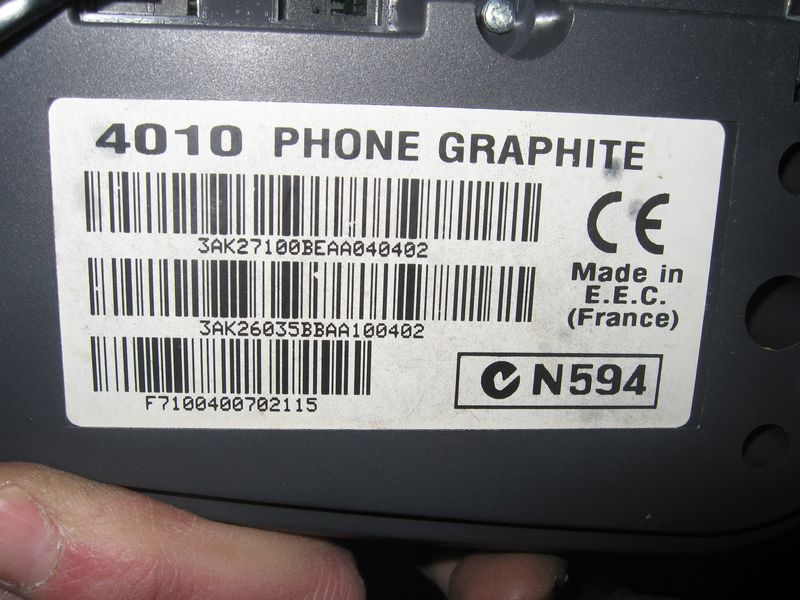 4010 PHONE GRAPHITE
3AK27100BEAA040402
3AK26035BBAA100402
F7100400702115
CE
Made in
E.E.C.
(France)
N594